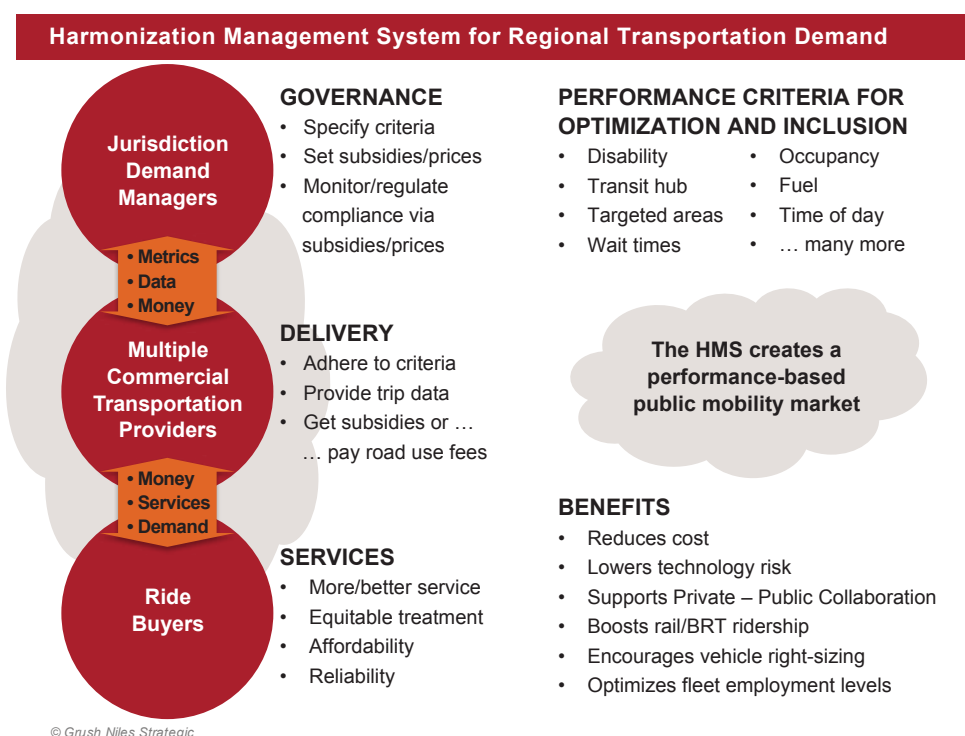 Harmonization Management System for Regional Transportation Demand
Jurisdiction
Demand
Managers
• Metrics
• Data
• Money
Multiple
Commercial
Transportation
Providers
• Money
• Services
• Demand
Ride
Buyers
GOVERNANCE
• Specify criteria
• Set subsidies/prices
• Monitor/regulate
compliance via
subsidies/prices
DELIVERY
• Adhere to criteria
• Provide trip data
• Get subsidies or …
… pay road use fees
SERVICES
• More/better service
• Equitable treatment
• Affordability
• Reliability
PERFORMANCE CRITERIA FOR
OPTIMIZATION AND INCLUSION
• Disability
• Transit hub
• Targeted areas
• Wait times
• Occupancy
• Fuel
• Time of day
• … many more
The HMS creates a
performance-based
public mobility market
BENEFITS
• Reduces cost
• Lowers technology risk
• Supports Private – Public Collaboration
• Boosts rail/BRT ridership
• Encourages vehicle right-sizing
• Optimizes fleet employment levels
© Grush Niles Strategic